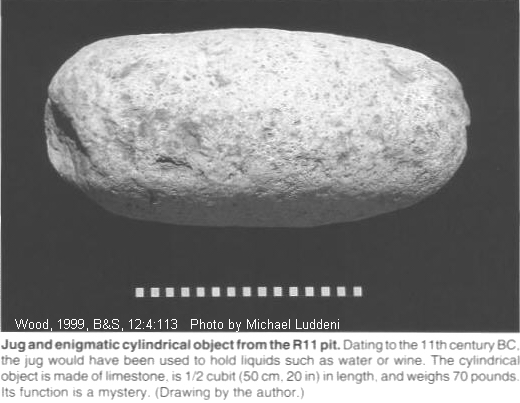 Wood, 1999, B&S, 12:4:113 Photo by Michael Luddeni
Jug and enigmatic cylindrical object from the R11 pit. Dating to the 11th century BC,
the jug would have been used to hold liquids such as water or wine. The cylindrical
object is made of limestone, is 1/2 cubit (50 cm, 20 in) in length, and weighs 70 pounds.
Its function is a mystery. (Drawing by the author.)